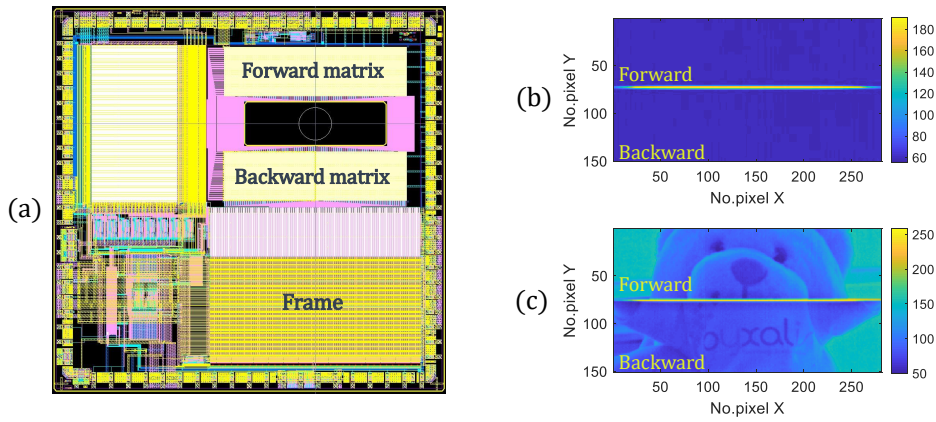 (a)
Forward matrix
Backward matrix
Frame
(b)
No.pixel Y
50
100
150
Forward
Backward
50 100 150 200 250
No.pixel X
180
160
140
120
100
80
60
(c)
No.pixel Y
50
100
150
Forward
ouxali
Backward
50 100 150 200 250
No.pixel X
250
200
150
100
50